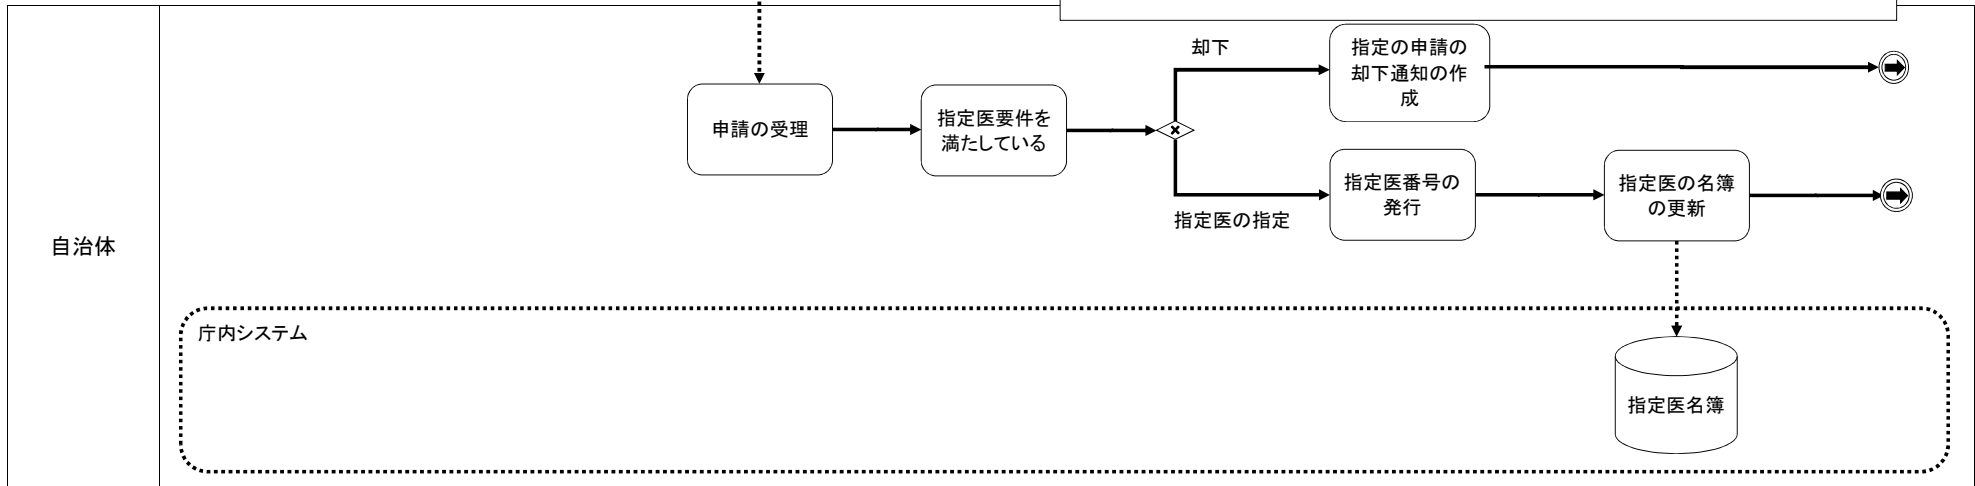 自治体
申請の受理
指定医要件を
満たしている
却下
指定の申請の
却下通知の作
成
指定医の指定
指定医番号の
発行
指定医の名簿
の更新
庁内システム
指定医名簿